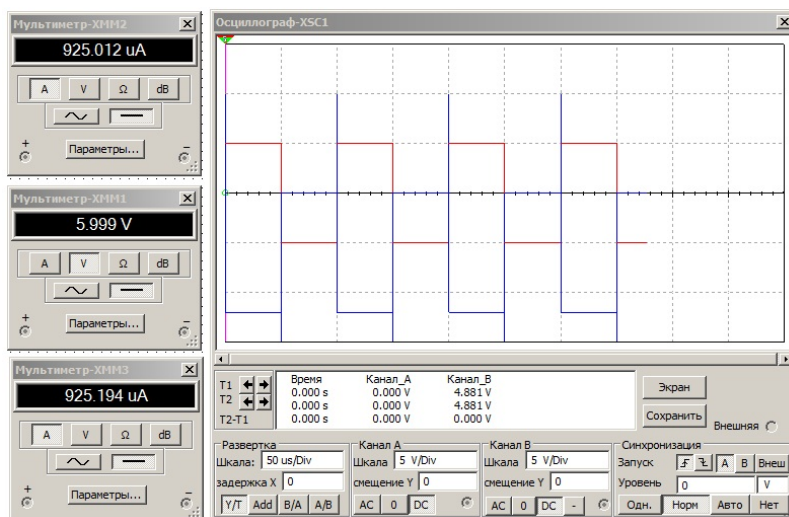 Мультиметр-XMM2
925.012 uA
A V Ω dB
+ Параметры... −
Мультиметр-XMM1
5.999 V
A V Ω dB
+ Параметры... −
Мультиметр-XMM3
925.194 uA
A V Ω dB
+ Параметры... −
Осциллограф-XSC1
Время Канал_A Канал_B
T1 0.000 s 0.000 V 4.881 V
T2 0.000 s 0.000 V 4.881 V
T2-T1 0.000 s 0.000 V 0.000 V
Экран
Сохранить
Внешняя
Развертка
Шкала: 50 us/Div
задержка X 0
Y/T Add B/A A/B
Канал A
Шкала 5 V/Div
смещение Y 0
AC 0 DC
Канал B
Шкала 5 V/Div
смещение Y 0
AC 0 DC -
Синхронизация
Запуск A B Внеш
Уровень 0 V
Одн. Норм Авто Нет